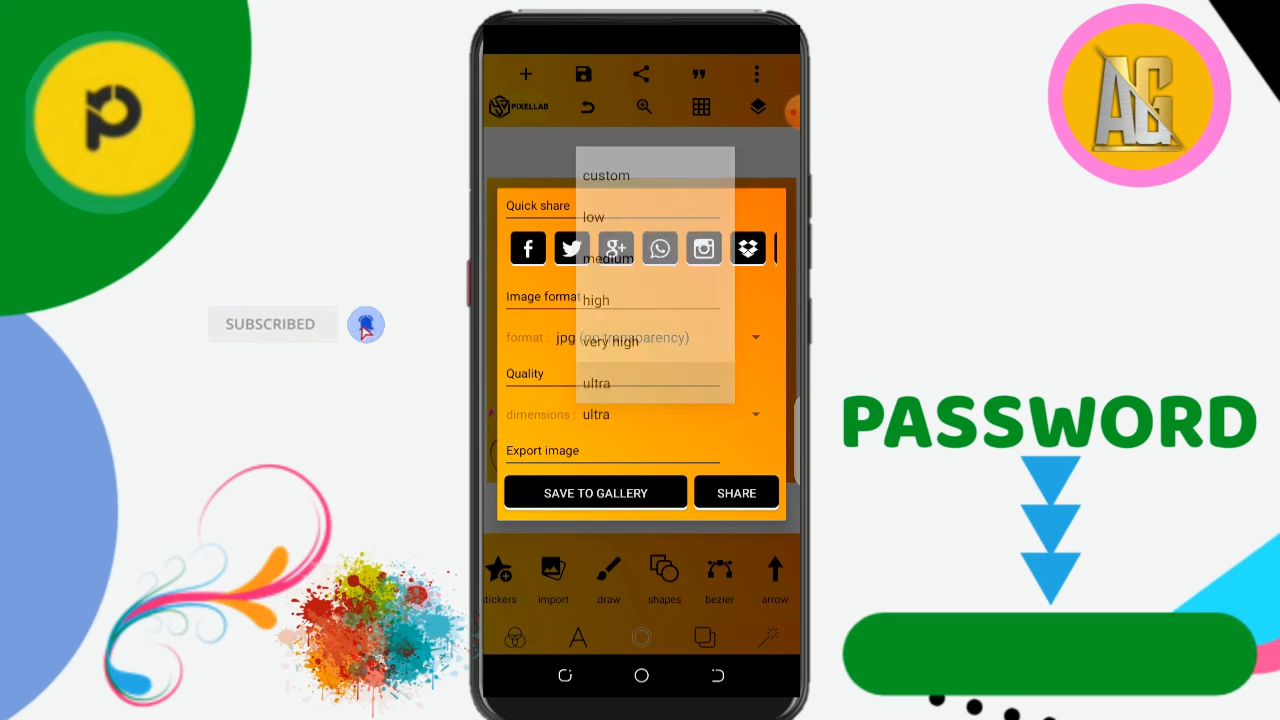 AG
PIXELLAB
custom
Quick share
low
g+
medium
Image format
high
format : jpg (no transparency)
very high
Quality
ultra
dimensions : ultra
Export image
SAVE TO GALLERY
SHARE
stickers
import
draw
shapes
bezier
arrow
SUBSCRIBED
PASSWORD